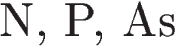 N, P, As